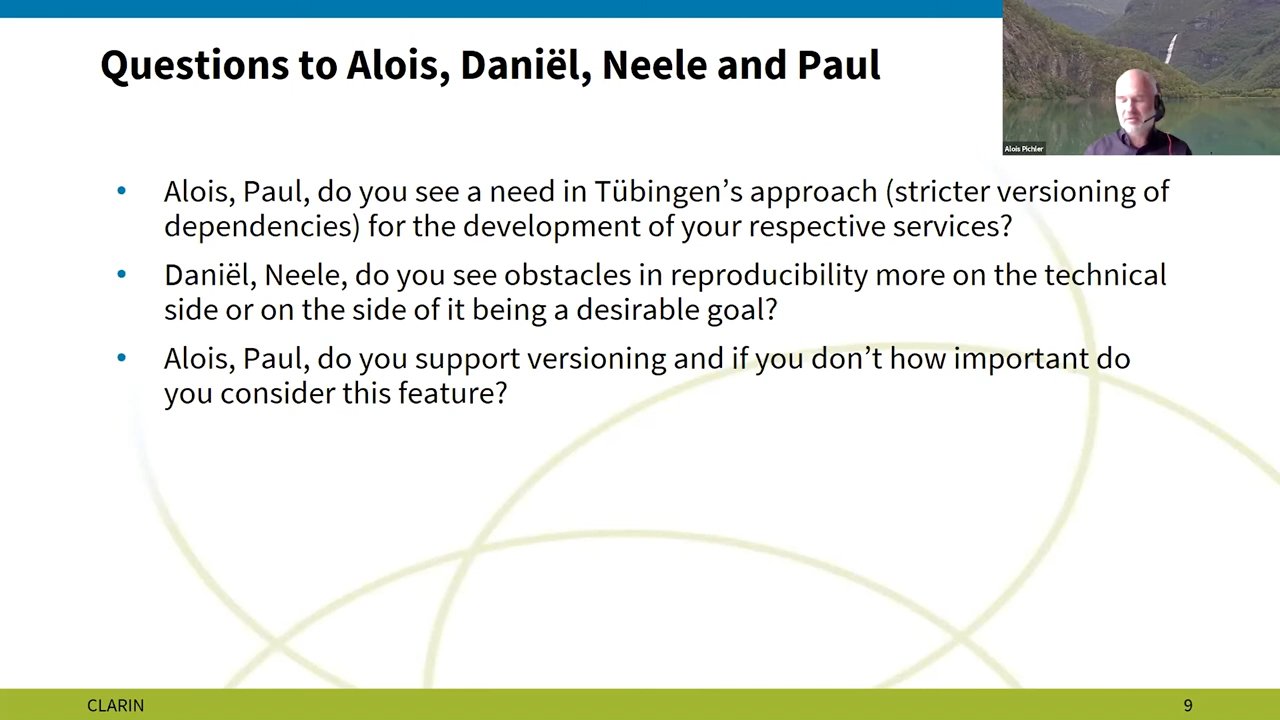 Questions to Alois, Daniël, Neele and Paul
Alois Pichler
• Alois, Paul, do you see a need in Tübingen’s approach (stricter versioning of
dependencies) for the development of your respective services?
• Daniël, Neele, do you see obstacles in reproducibility more on the technical
side or on the side of it being a desirable goal?
• Alois, Paul, do you support versioning and if you don’t how important do
you consider this feature?
CLARIN
9